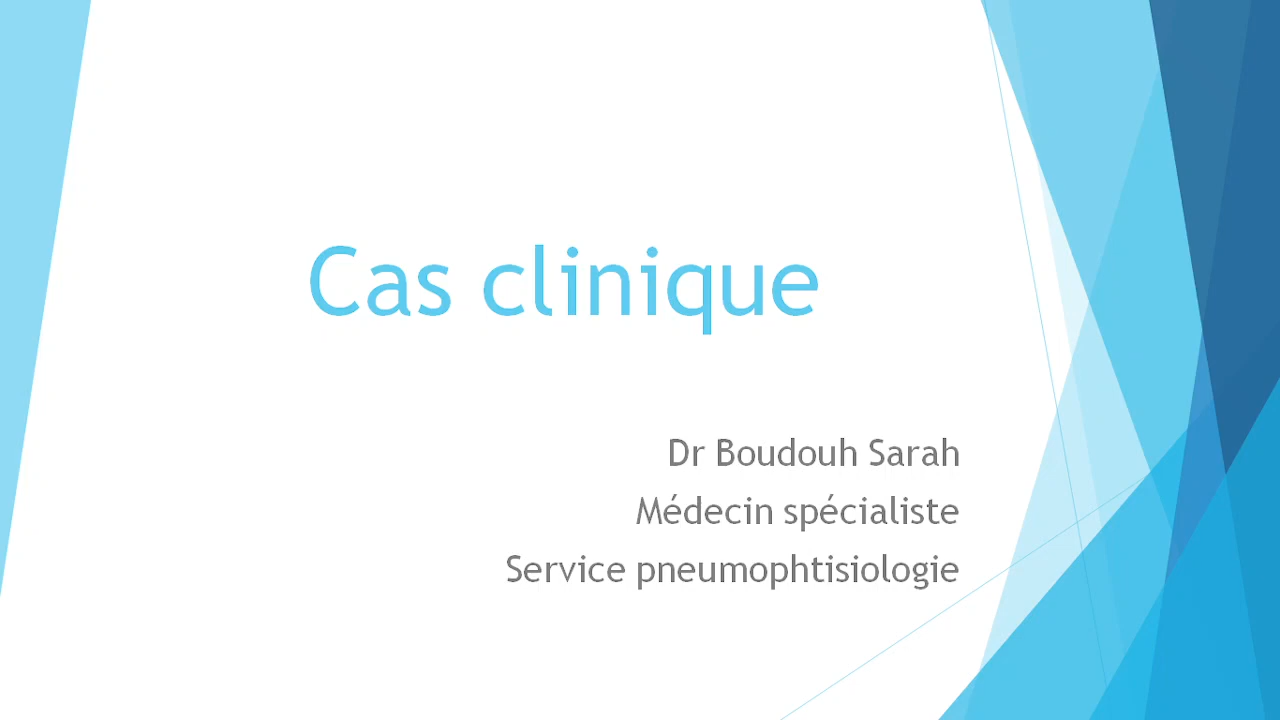 Cas clinique
Dr Boudouh Sarah
Médecin spécialiste
Service pneumophtisiologie